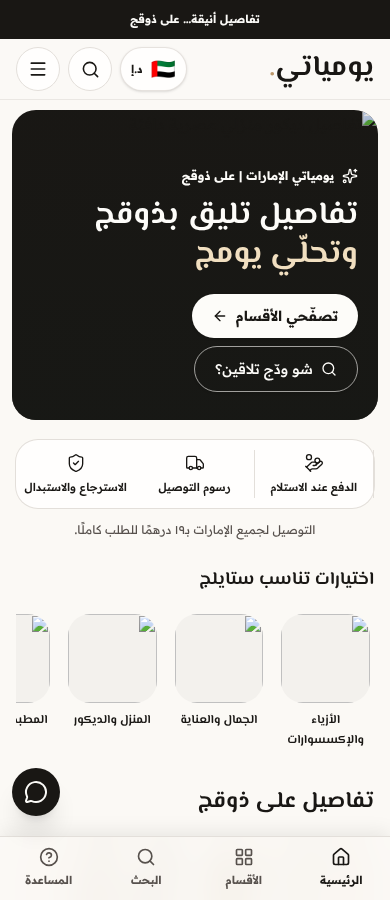 تفاصيل أنيقة... على ذوقج
يومياتي.
د.إ
يومياتي الإمارات | على ذوقج
تفاصيل تليق بذوقج
وتحلّي يومج
تصفّحي الأقسام
شو ودّج تلاقين؟
الدفع عند الاستلام
رسوم التوصيل
الاسترجاع والاستبدال
التوصيل لجميع الإمارات بـ١٩ درهمًا للطلب كاملًا.
اختيارات تناسب ستايلج
الأزياء
والإكسسوارات
الجمال والعناية
المنزل والديكور
المطب
تفاصيل على ذوقج
الرئيسية
الأقسام
البحث
المساعدة